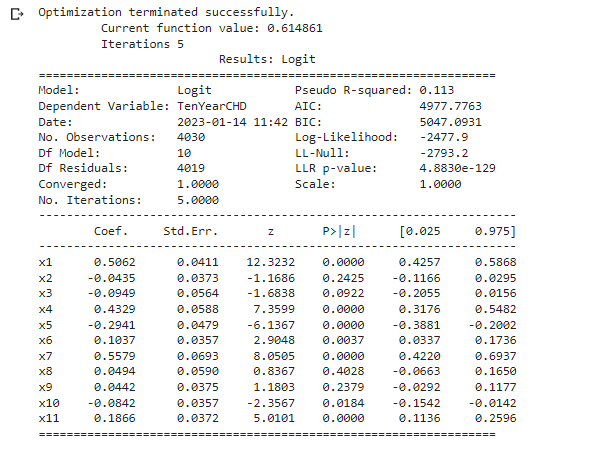 Optimization terminated successfully.
Current function value: 0.614861
Iterations 5
Results: Logit
=================================================================
Model: Logit Pseudo R-squared: 0.113
Dependent Variable: TenYearCHD AIC: 4977.7763
Date: 2023-01-14 11:42 BIC: 5047.0931
No. Observations: 4030 Log-Likelihood: -2477.9
Df Model: 10 LL-Null: -2793.2
Df Residuals: 4019 LLR p-value: 4.8830e-129
Converged: 1.0000 Scale: 1.0000
No. Iterations: 5.0000
--------------------------------------------------------------------
Coef. Std.Err. z P>|z| [0.025 0.975]
--------------------------------------------------------------------
x1 0.5062 0.0411 12.3232 0.0000 0.4257 0.5868
x2 -0.0435 0.0373 -1.1686 0.2425 -0.1166 0.0295
x3 -0.0949 0.0564 -1.6838 0.0922 -0.2055 0.0156
x4 0.4329 0.0588 7.3599 0.0000 0.3176 0.5482
x5 -0.2941 0.0479 -6.1367 0.0000 -0.3881 -0.2002
x6 0.1037 0.0357 2.9048 0.0037 0.0337 0.1736
x7 0.5579 0.0693 8.0505 0.0000 0.4220 0.6937
x8 0.0494 0.0590 0.8367 0.4028 -0.0663 0.1650
x9 0.0442 0.0375 1.1803 0.2379 -0.0292 0.1177
x10 -0.0842 0.0357 -2.3567 0.0184 -0.1542 -0.0142
x11 0.1866 0.0372 5.0101 0.0000 0.1136 0.2596
=================================================================